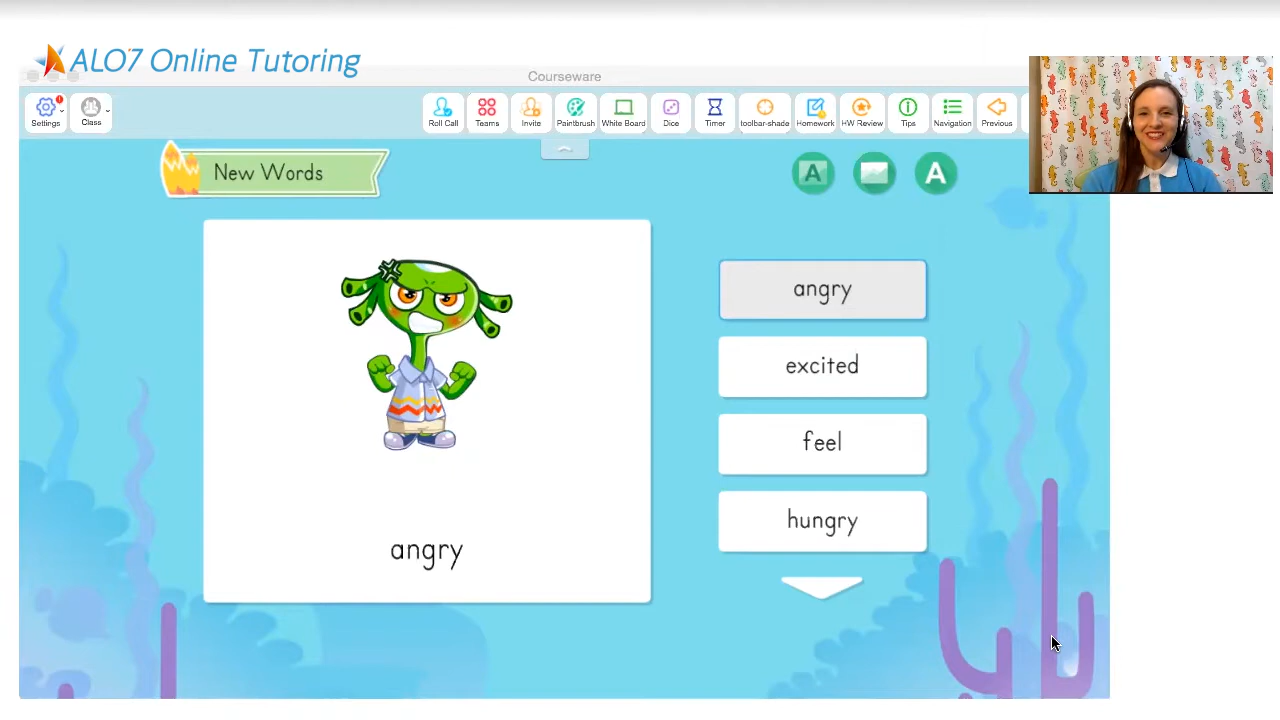 ALO7 Online Tutoring
Courseware
Settings
Class
Roll Call
Teams
Invite
Paintbrush
White Board
Dice
Timer
toolbar-shade
Homework
HW Review
Tips
Navigation
Previous
New Words
A
A
angry
excited
feel
hungry
angry